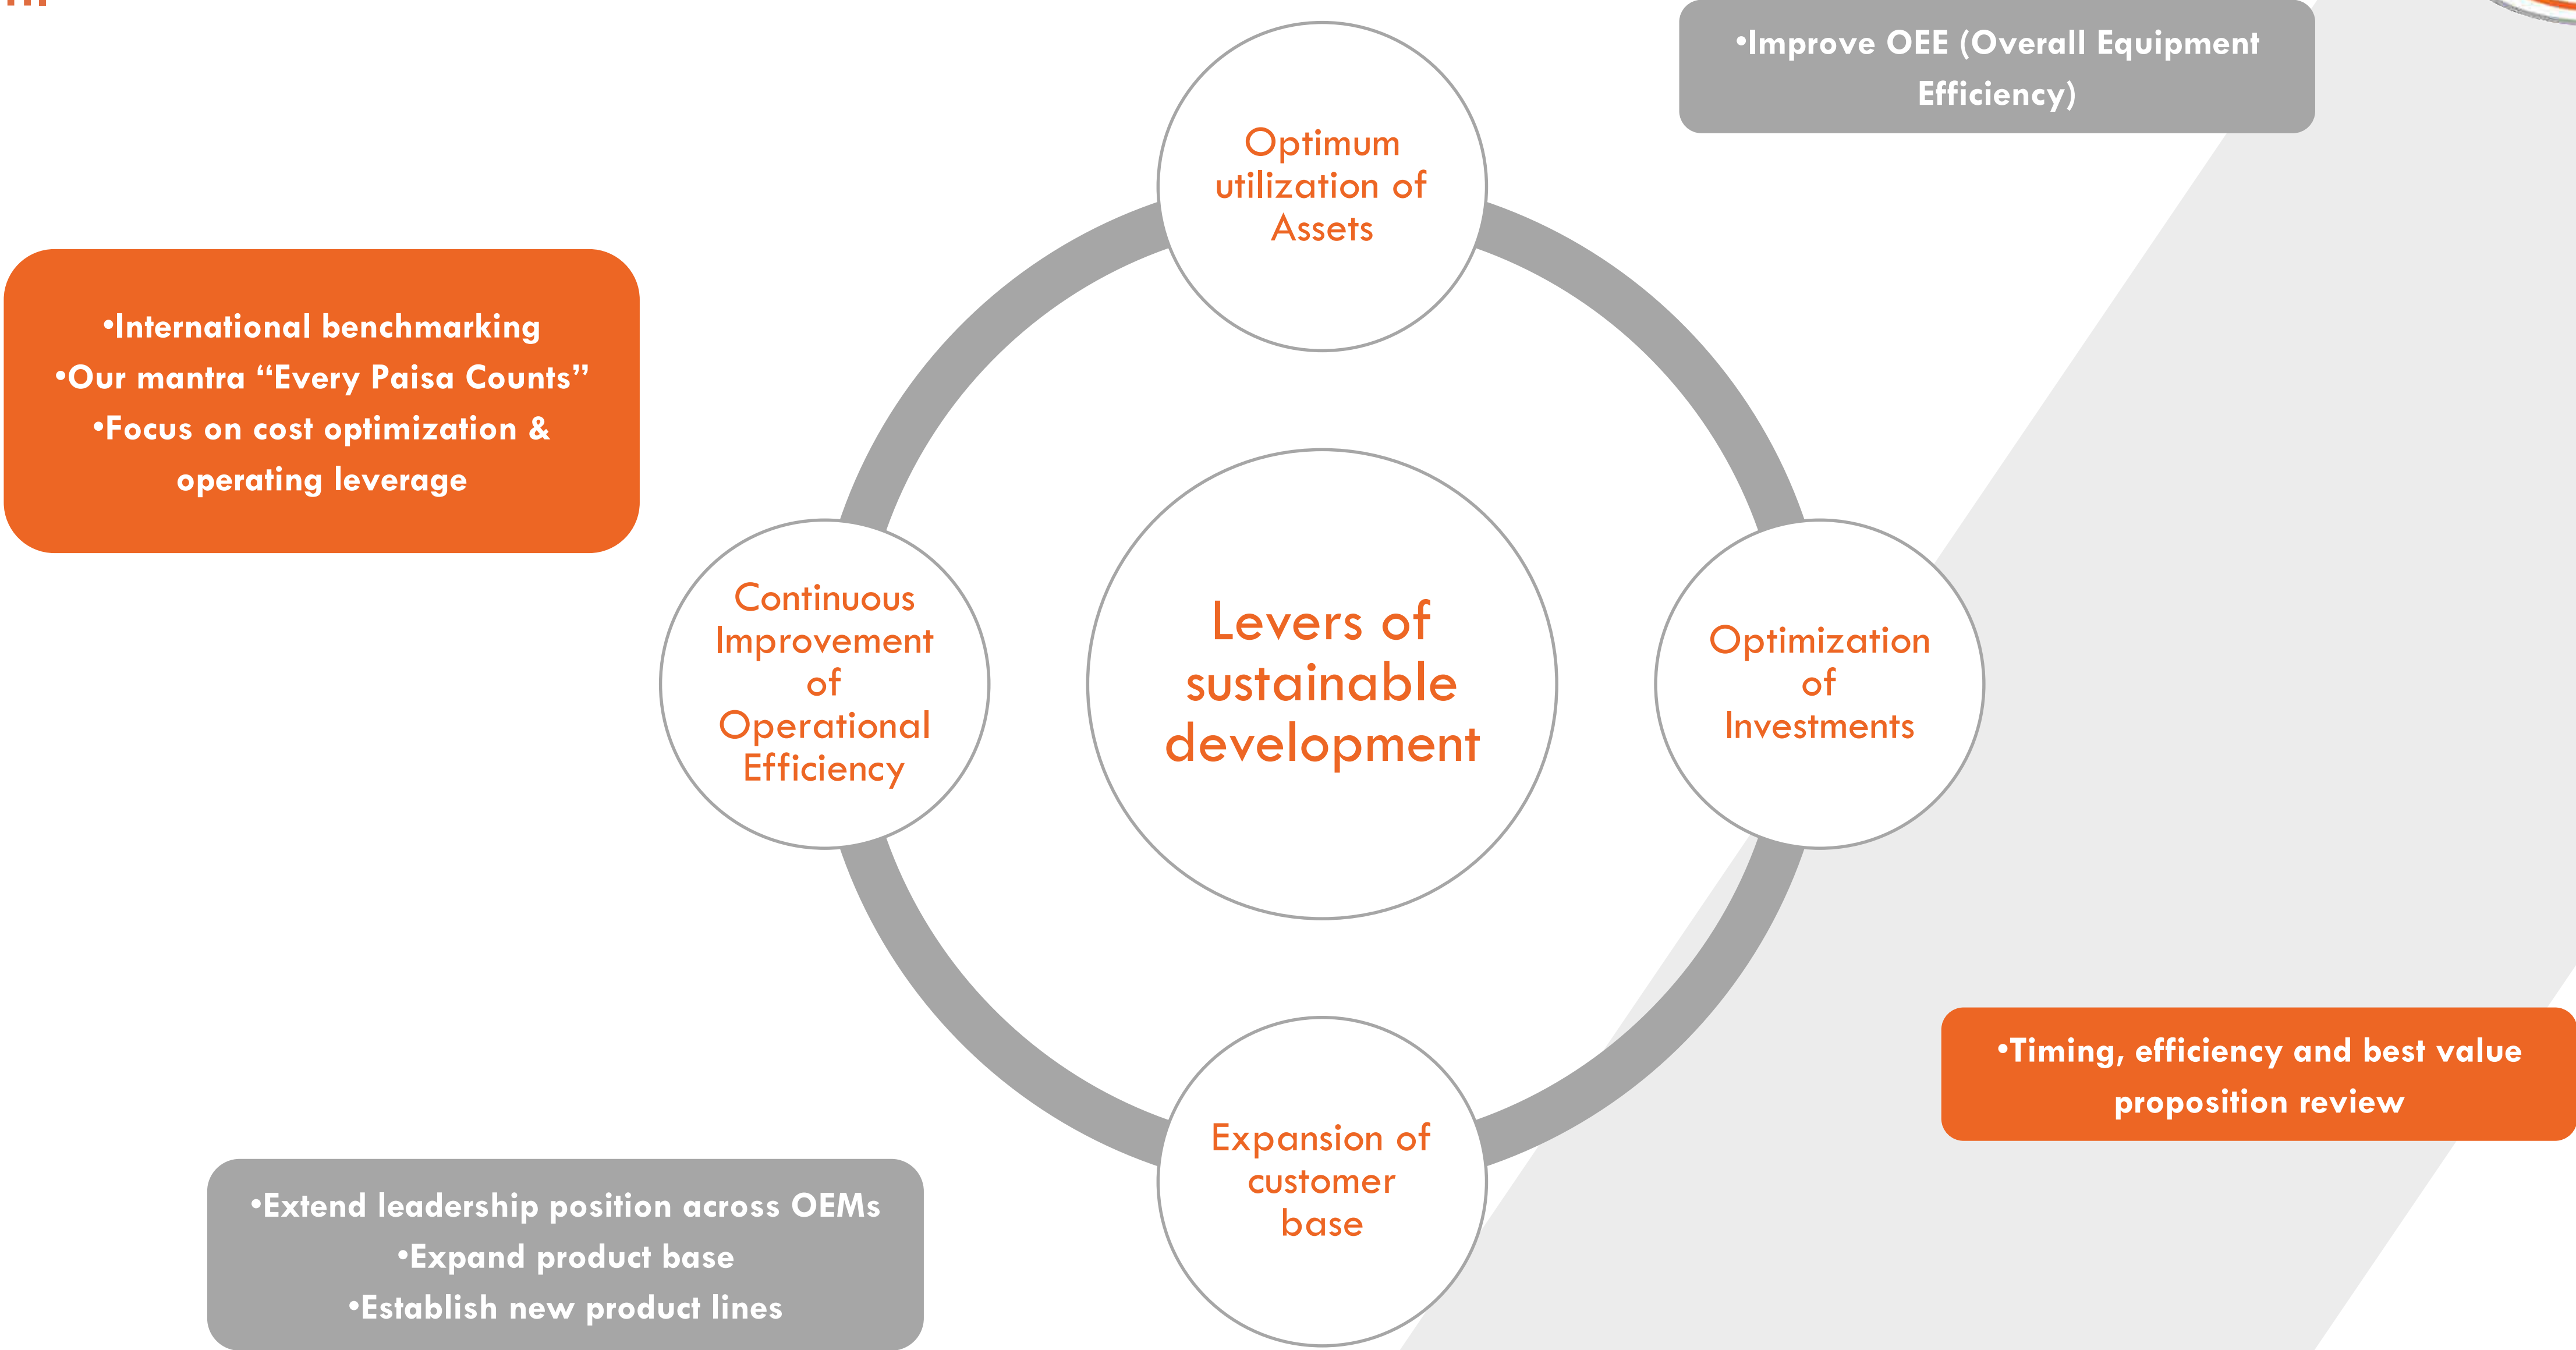 •Improve OEE (Overall Equipment
Efficiency)
Optimum
utilization of
Assets
•International benchmarking
•Our mantra “Every Paisa Counts”
•Focus on cost optimization &
operating leverage
Continuous
Improvement
of
Operational
Efficiency
Levers of
sustainable
development
Optimization
of
Investments
•Timing, efficiency and best value
proposition review
Expansion of
customer
base
•Extend leadership position across OEMs
•Expand product base
•Establish new product lines